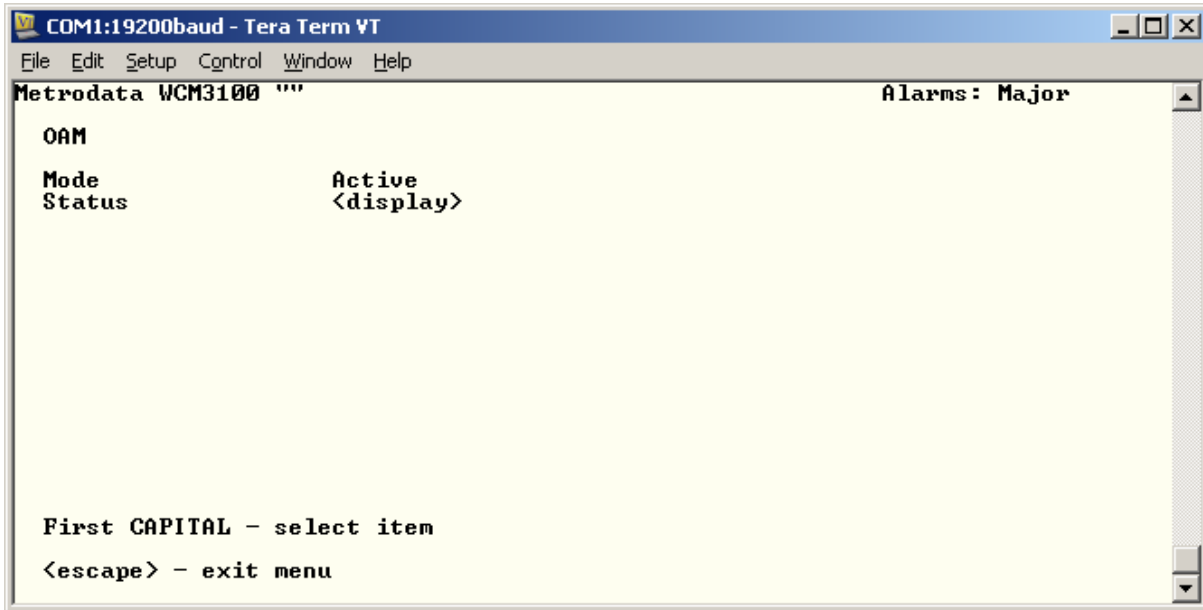 COM1:19200baud - Tera Term VT
File Edit Setup Control Window Help
Metrodata WCM3100 "" Alarms: Major
OAM
Mode Active
Status <display>
First CAPITAL - select item
<escape> - exit menu